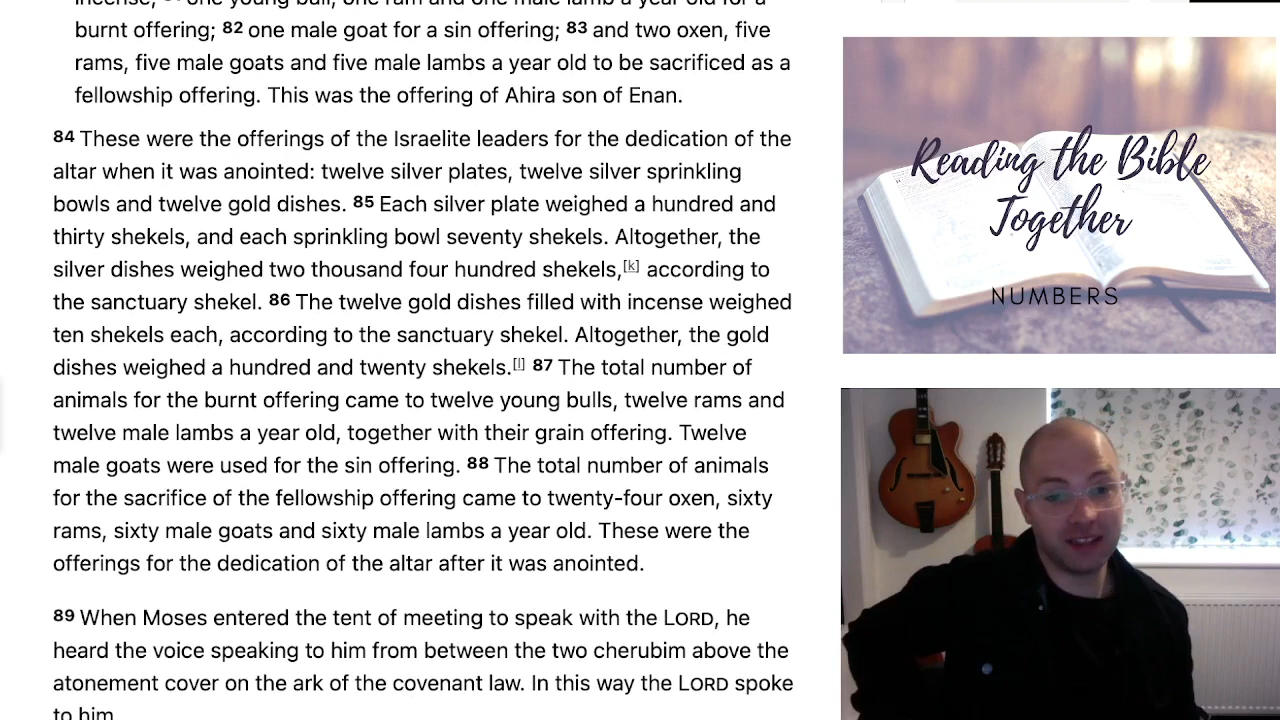 incense; one young bull, one ram and one male lamb a year old for a
burnt offering; 82 one male goat for a sin offering; 83 and two oxen, five
rams, five male goats and five male lambs a year old to be sacrificed as a
fellowship offering. This was the offering of Ahira son of Enan.
84 These were the offerings of the Israelite leaders for the dedication of the
altar when it was anointed: twelve silver plates, twelve silver sprinkling
bowls and twelve gold dishes. 85 Each silver plate weighed a hundred and
thirty shekels, and each sprinkling bowl seventy shekels. Altogether, the
silver dishes weighed two thousand four hundred shekels,[k] according to
the sanctuary shekel. 86 The twelve gold dishes filled with incense weighed
ten shekels each, according to the sanctuary shekel. Altogether, the gold
dishes weighed a hundred and twenty shekels.[l] 87 The total number of
animals for the burnt offering came to twelve young bulls, twelve rams and
twelve male lambs a year old, together with their grain offering. Twelve
male goats were used for the sin offering. 88 The total number of animals
for the sacrifice of the fellowship offering came to twenty-four oxen, sixty
rams, sixty male goats and sixty male lambs a year old. These were the
offerings for the dedication of the altar after it was anointed.
89 When Moses entered the tent of meeting to speak with the LORD, he
heard the voice speaking to him from between the two cherubim above the
atonement cover on the ark of the covenant law. In this way the LORD spoke
to him
Reading the Bible
Together
NUMBERS